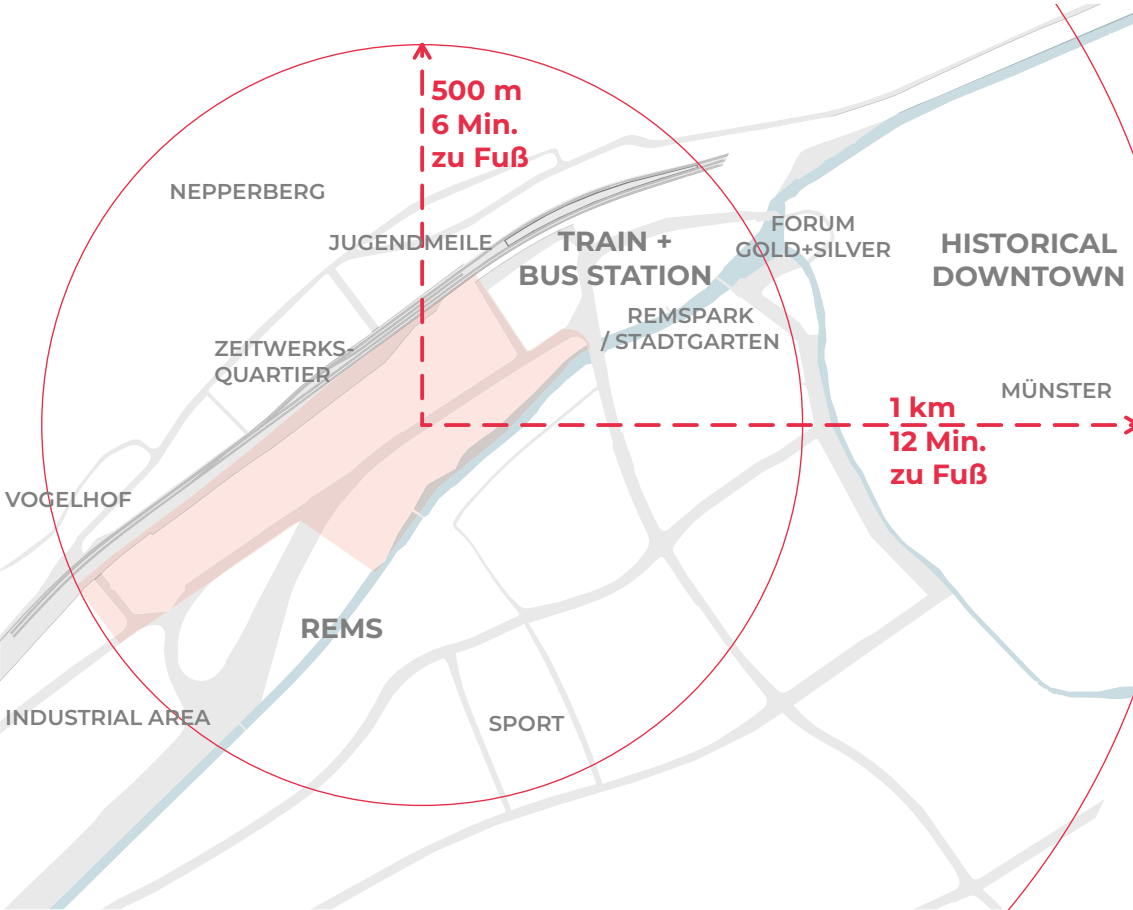 500 m
6 Min.
zu Fuß
NEPPERBERG
JUGENDMEILE
TRAIN +
BUS STATION
FORUM
GOLD+SILVER
HISTORICAL
DOWNTOWN
REMSPARK
/ STADTGARTEN
ZEITWERKS-
QUARTIER
MÜNSTER
1 km
12 Min.
zu Fuß
VOGELHOF
REMS
INDUSTRIAL AREA
SPORT